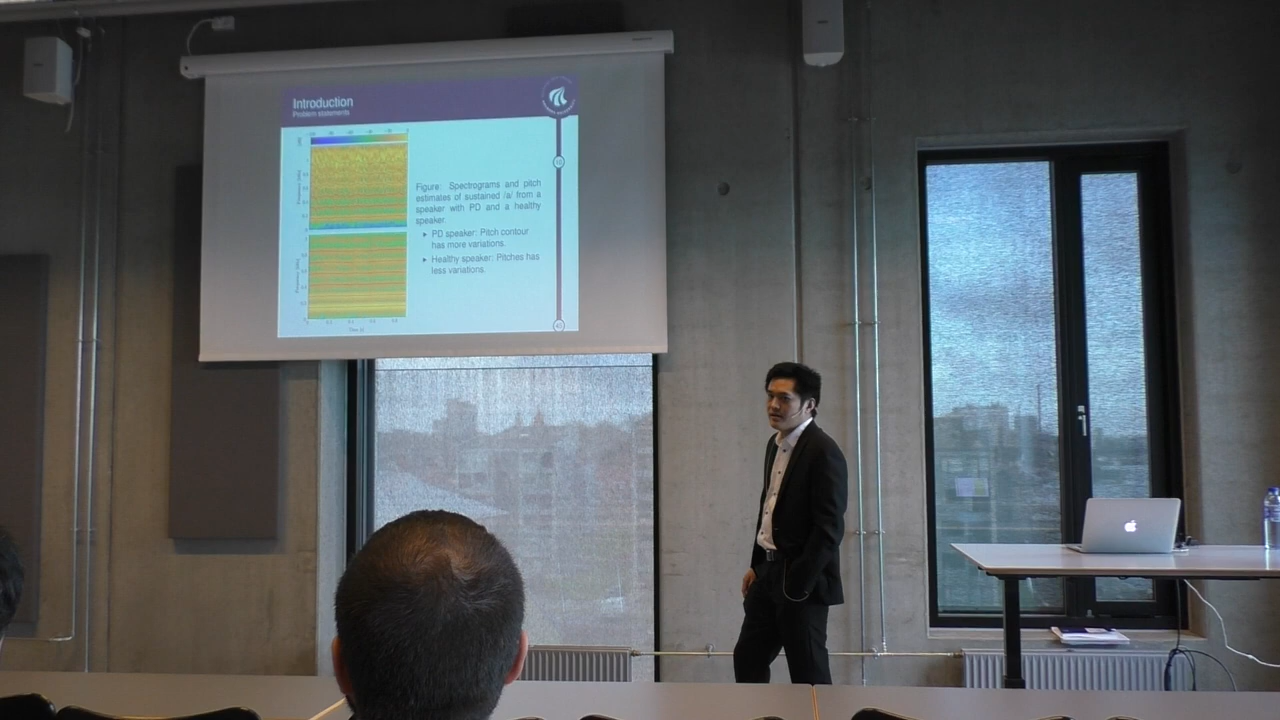 Introduction
Problem statements
Figure: Spectrograms and pitch
estimates of sustained /a/ from a
speaker with PD and a healthy
speaker.
▸ PD speaker: Pitch contour
has more variations.
▸ Healthy speaker: Pitches has
less variations.
Time [s]